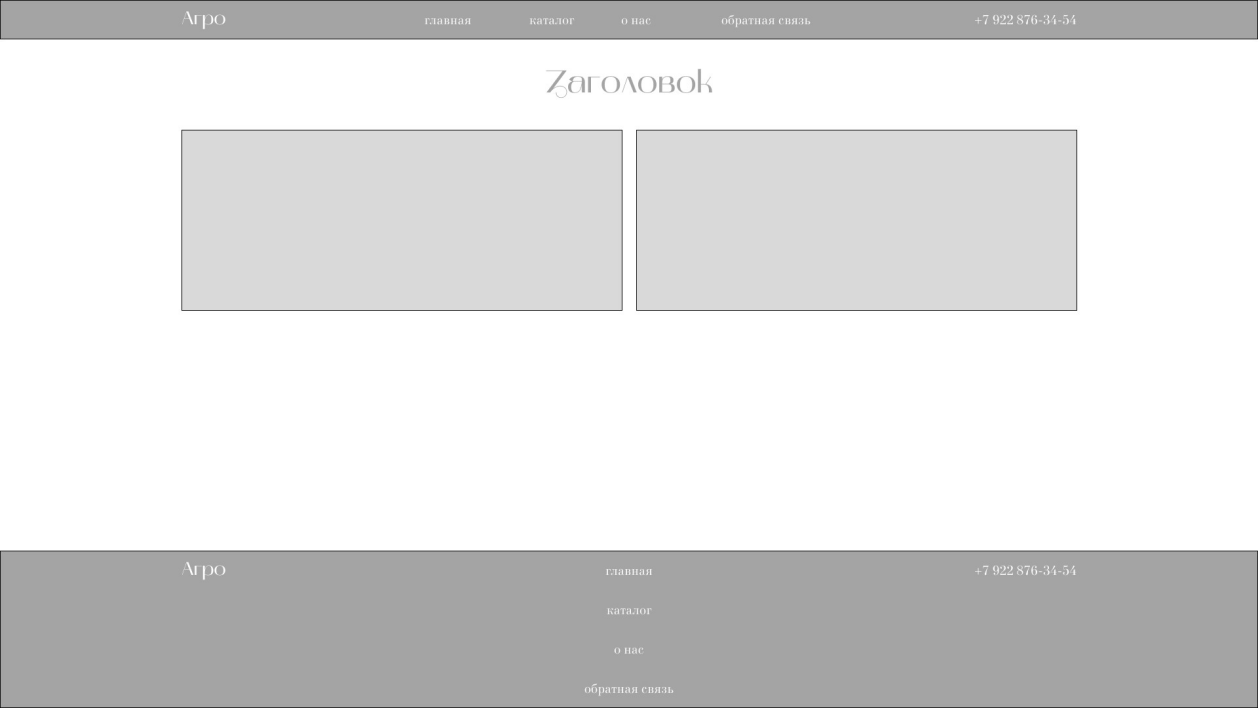 Агро
главная
каталог
о нас
обратная связь
+7 922 876-34-54
Заголовок
Агро
главная
+7 922 876-34-54
каталог
о нас
обратная связь